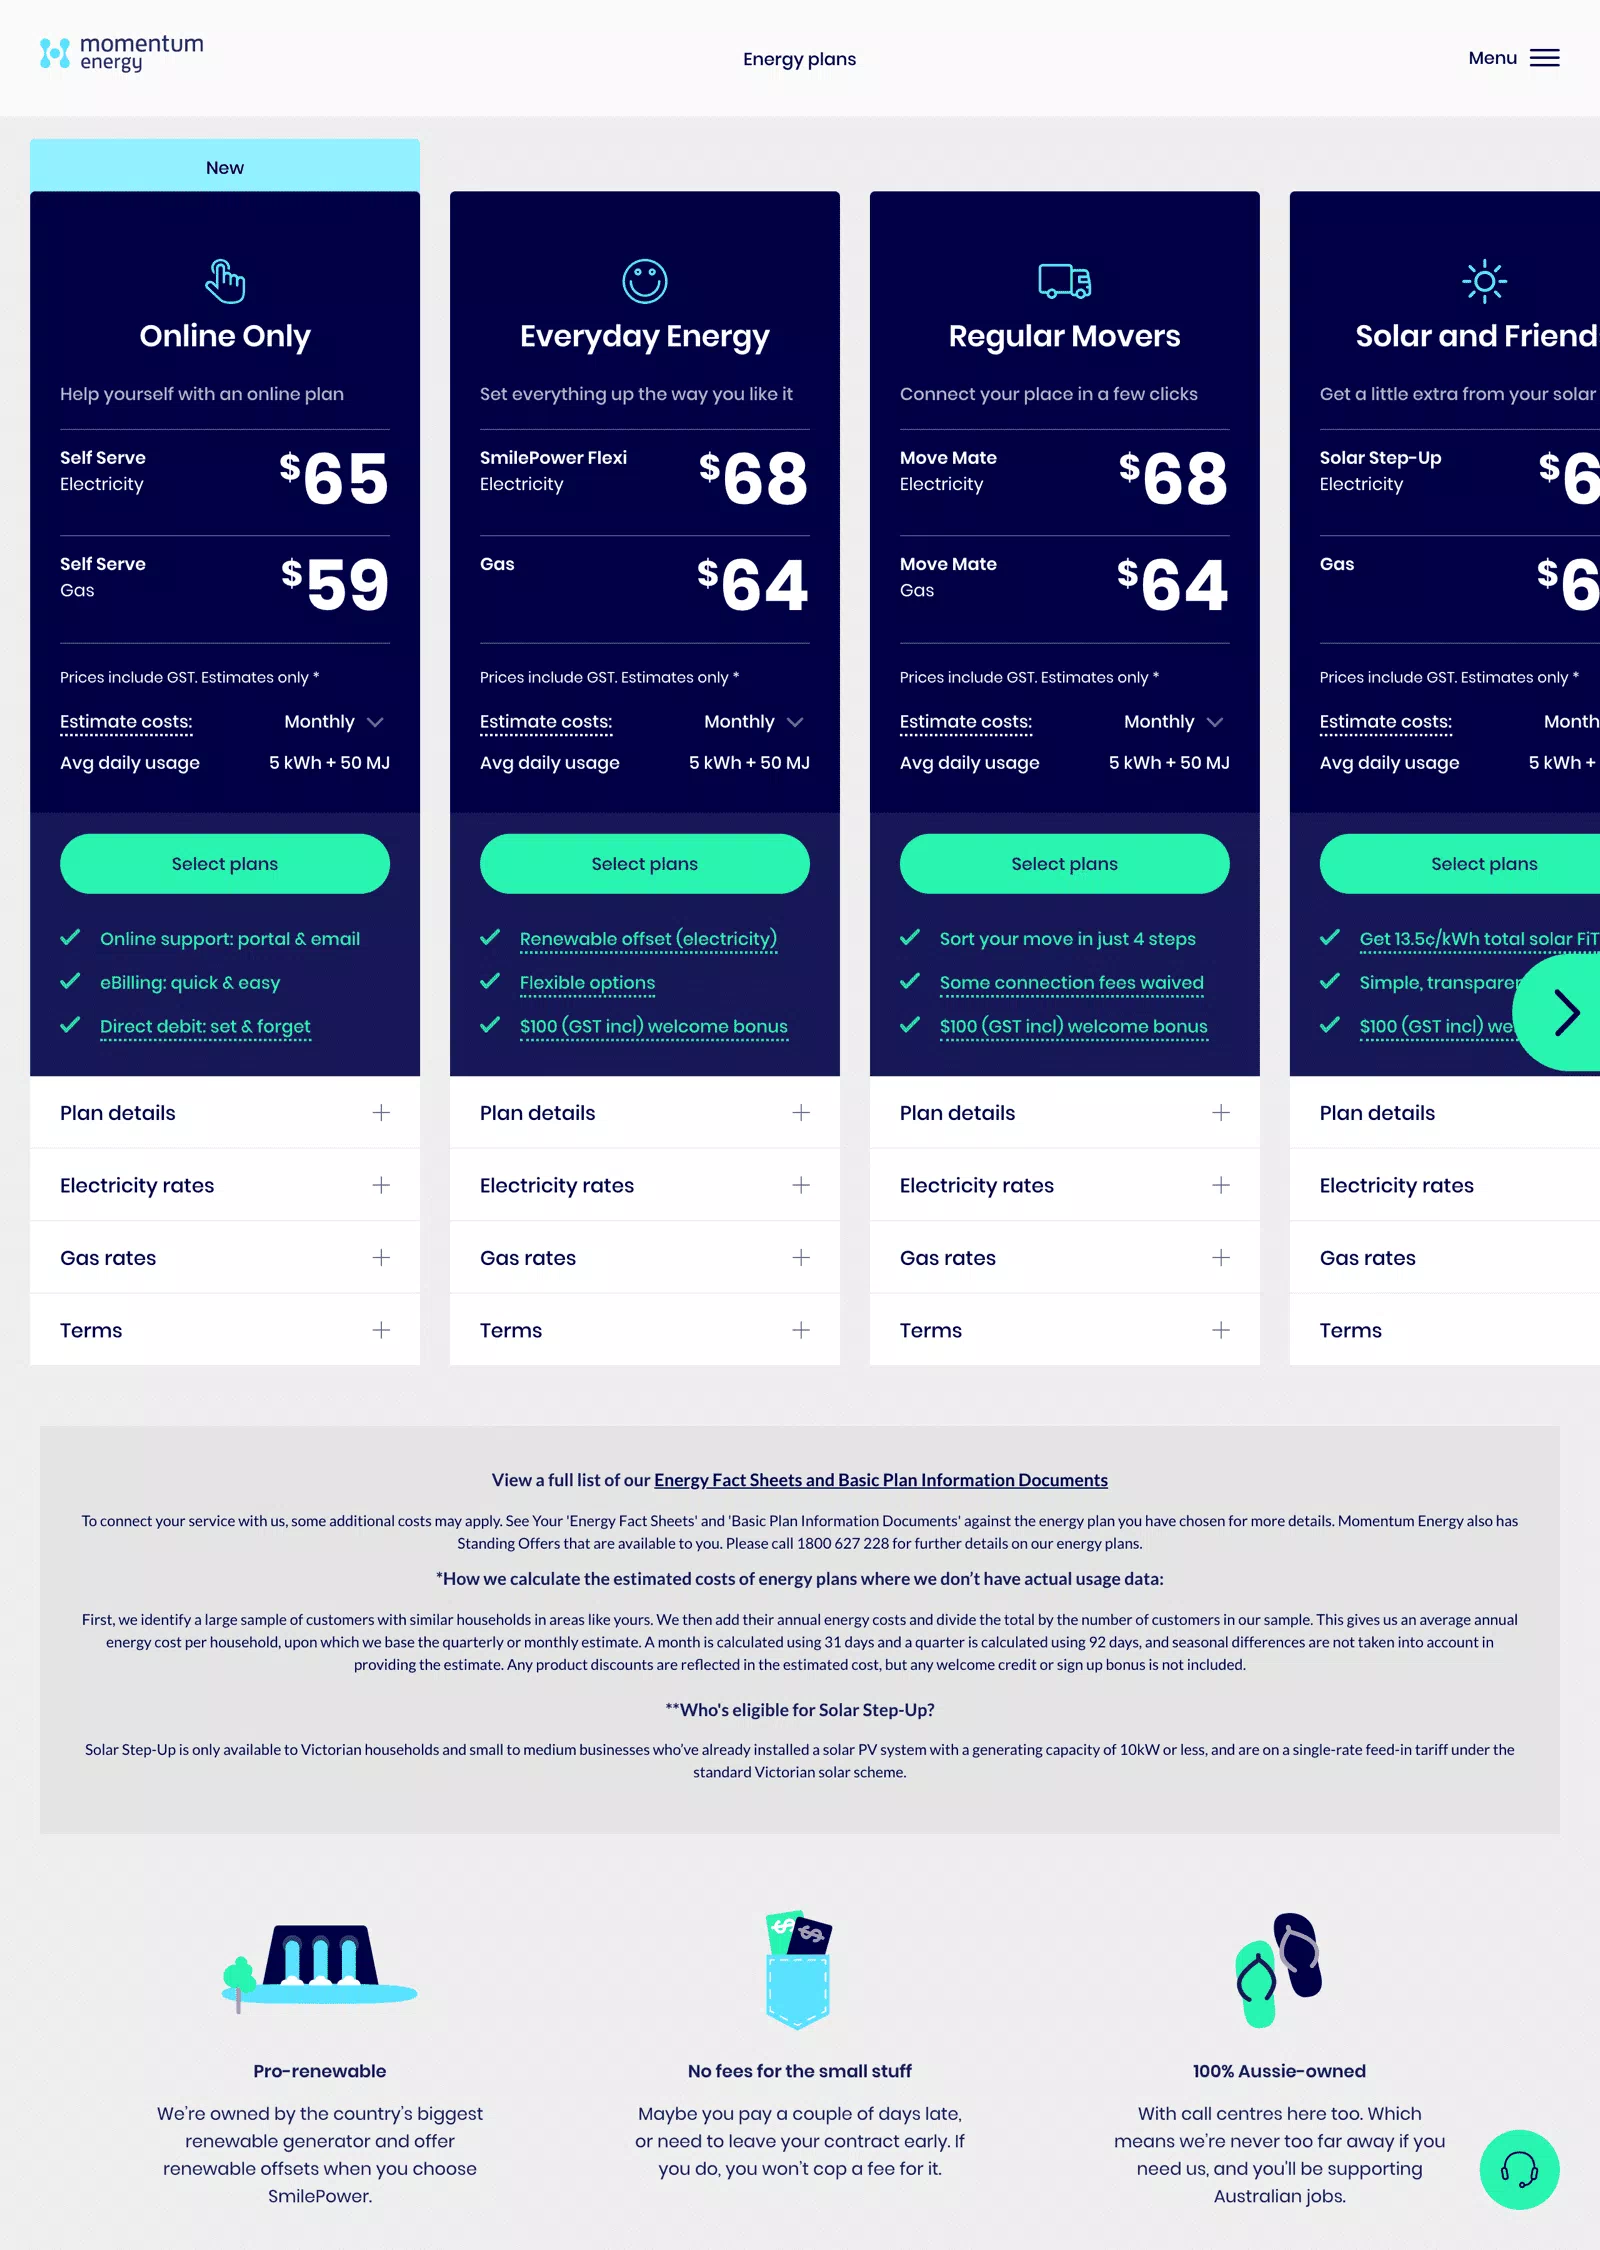 momentum
energy
Energy plans
Menu
New
Online Only
Help yourself with an online plan
Self Serve
Electricity
$65
Self Serve
Gas
$59
Prices include GST. Estimates only *
Estimate costs:
Monthly
Avg daily usage
5 kWh + 50 MJ
Select plans
Online support: portal & email
eBilling: quick & easy
Direct debit: set & forget
Plan details
Electricity rates
Gas rates
Terms
Everyday Energy
Set everything up the way you like it
SmilePower Flexi
Electricity
$68
Gas
$64
Prices include GST. Estimates only *
Estimate costs:
Monthly
Avg daily usage
5 kWh + 50 MJ
Select plans
Renewable offset (electricity)
Flexible options
$100 (GST incl) welcome bonus
Plan details
Electricity rates
Gas rates
Terms
Regular Movers
Connect your place in a few clicks
Move Mate
Electricity
$68
Move Mate
Gas
$64
Prices include GST. Estimates only *
Estimate costs:
Monthly
Avg daily usage
5 kWh + 50 MJ
Select plans
Sort your move in just 4 steps
Some connection fees waived
$100 (GST incl) welcome bonus
Plan details
Electricity rates
Gas rates
Terms
Solar and Friend
Get a little extra from your solar
Solar Step-Up
Electricity
$6
Gas
$6
Prices include GST. Estimates only *
Estimate costs:
Month
Avg daily usage
5 kWh +
Select plans
Get 13.5¢/kWh total solar FiT
Simple, transparen
$100 (GST incl) we
Plan details
Electricity rates
Gas rates
Terms
View a full list of our Energy Fact Sheets and Basic Plan Information Documents
To connect your service with us, some additional costs may apply. See Your 'Energy Fact Sheets' and 'Basic Plan Information Documents' against the energy plan you have chosen for more details. Momentum Energy also has
Standing Offers that are available to you. Please call 1800 627 228 for further details on our energy plans.
*How we calculate the estimated costs of energy plans where we don’t have actual usage data:
First, we identify a large sample of customers with similar households in areas like yours. We then add their annual energy costs and divide the total by the number of customers in our sample. This gives us an average annual
energy cost per household, upon which we base the quarterly or monthly estimate. A month is calculated using 31 days and a quarter is calculated using 92 days, and seasonal differences are not taken into account in
providing the estimate. Any product discounts are reflected in the estimated cost, but any welcome credit or sign up bonus is not included.
**Who's eligible for Solar Step-Up?
Solar Step-Up is only available to Victorian households and small to medium businesses who’ve already installed a solar PV system with a generating capacity of 10kW or less, and are on a single-rate feed-in tariff under the
standard Victorian solar scheme.
Pro-renewable
We’re owned by the country’s biggest
renewable generator and offer
renewable offsets when you choose
SmilePower.
No fees for the small stuff
Maybe you pay a couple of days late,
or need to leave your contract early. If
you do, you won’t cop a fee for it.
100% Aussie-owned
With call centres here too. Which
means we’re never too far away if you
need us, and you'll be supporting
Australian jobs.